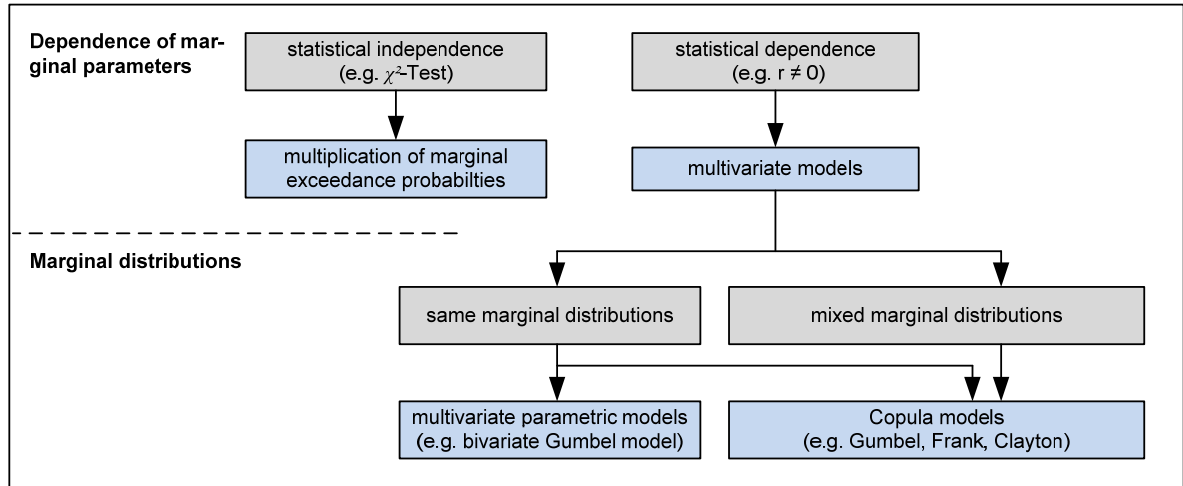 Dependence of mar-
ginal parameters
statistical independence
(e.g. χ²-Test)
statistical dependence
(e.g. r ≠ 0)
multiplication of marginal
exceedance probabilties
multivariate models
Marginal distributions
same marginal distributions
mixed marginal distributions
multivariate parametric models
(e.g. bivariate Gumbel model)
Copula models
(e.g. Gumbel, Frank, Clayton)